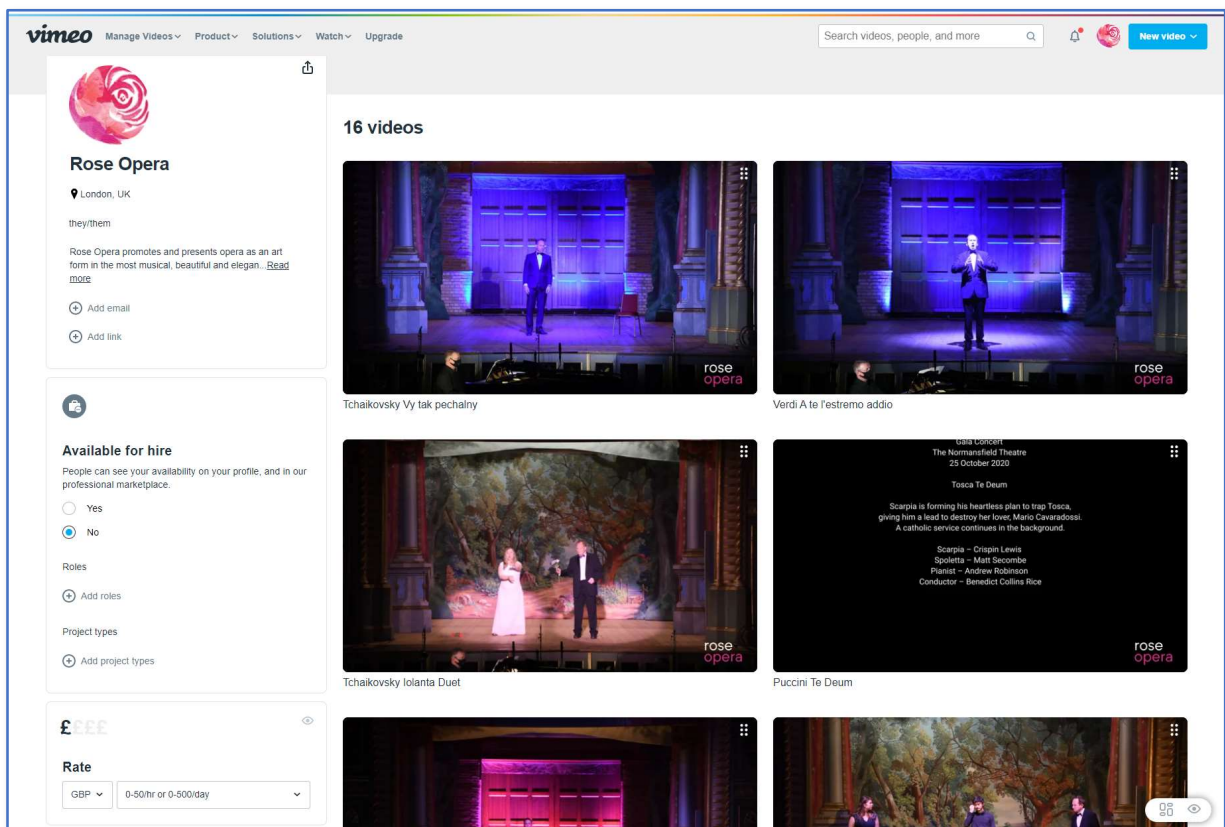 vimeo Manage Videos Product Solutions Watch Upgrade Search videos, people, and more New video
Rose Opera
London, UK
they/them
Rose Opera promotes and presents opera as an art
form in the most musical, beautiful and elegan... Read
more
Add email
Add link
Available for hire
People can see your availability on your profile, and in our
professional marketplace.
Yes
No
Roles
Add roles
Project types
Add project types
££££
Rate
GBP 0-50/hr or 0-500/day
16 videos
rose
opera
Tchaikovsky Vy tak pechalny
rose
opera
Verdi A te l'estremo addio
rose
opera
Tchaikovsky Iolanta Duet
Gala Concert
The Normansfield Theatre
25 October 2020
Tosca Te Deum
Scarpia is forming his heartless plan to trap Tosca,
giving him a lead to destroy her lover, Mario Cavaradossi.
A catholic service continues in the background.
Scarpia – Crispin Lewis
Spoletta – Matt Secombe
Pianist – Andrew Robinson
Conductor – Benedict Collins Rice
rose
opera
Puccini Te Deum